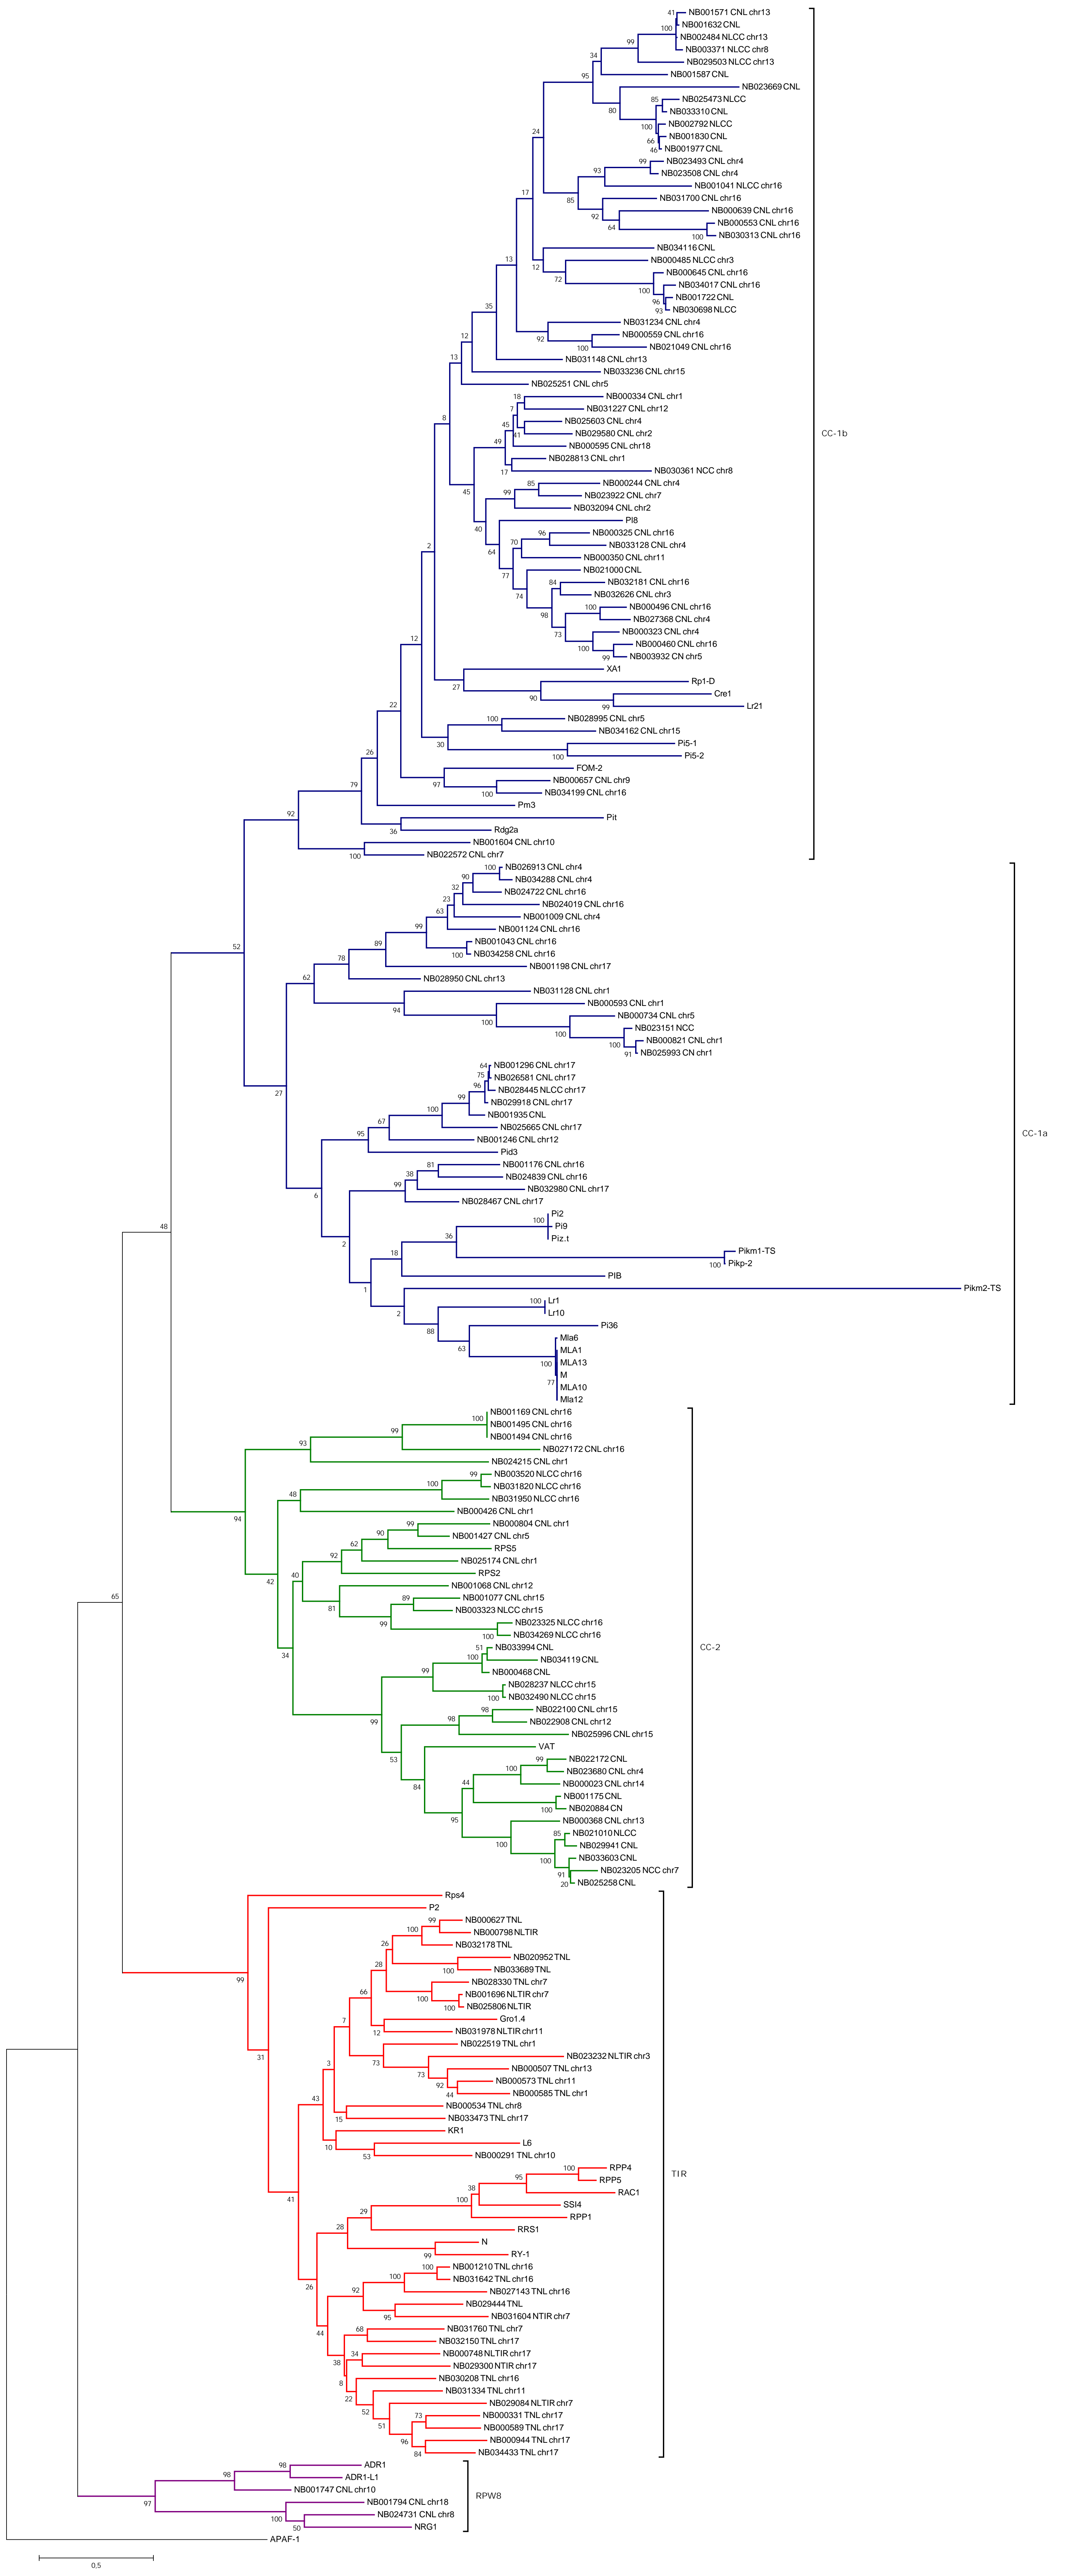 NB001571 CNL chr13
NB001632 CNL
NB002484 NLCC chr13
NB003371 NLCC chr8
NB029503 NLCC chr13
NB001587 CNL
NB023669 CNL
NB025473 NLCC
NB033310 CNL
NB002792 NLCC
NB001830 CNL
NB001977 CNL
NB023493 CNL chr4
NB023508 CNL chr4
NB001041 NLCC chr16
NB031700 CNL chr16
NB000639 CNL chr16
NB000553 CNL chr16
NB030313 CNL chr16
NB034116 CNL
NB000485 NLCC chr3
NB000645 CNL chr16
NB034017 CNL chr16
NB001722 CNL
NB030698 NLCC
NB031234 CNL chr4
NB000559 CNL chr16
NB021049 CNL chr16
NB031148 CNL chr13
NB033236 CNL chr15
NB025251 CNL chr5
NB000334 CNL chr1
NB031227 CNL chr12
NB025603 CNL chr4
NB029580 CNL chr2
NB000595 CNL chr18
NB028813 CNL chr1
NB030361 NCC chr8
NB000244 CNL chr4
NB023922 CNL chr7
NB032094 CNL chr2
PI8
NB000325 CNL chr16
NB033128 CNL chr4
NB000350 CNL chr11
NB021000 CNL
NB032181 CNL chr16
NB032626 CNL chr3
NB000496 CNL chr16
NB027368 CNL chr4
NB000323 CNL chr4
NB000460 CNL chr16
NB003932 CN chr5
XA1
Rp1-D
Cre1
Lr21
NB028995 CNL chr5
NB034162 CNL chr15
Pi5-1
Pi5-2
FOM-2
NB000657 CNL chr9
NB034199 CNL chr16
Pm3
Pit
Rdg2a
NB001604 CNL chr10
NB022572 CNL chr7
CC-1b
NB026913 CNL chr4
NB034288 CNL chr4
NB024722 CNL chr16
NB024019 CNL chr16
NB001009 CNL chr4
NB001124 CNL chr16
NB001043 CNL chr16
NB034258 CNL chr16
NB001198 CNL chr17
NB028950 CNL chr13
NB031128 CNL chr1
NB000593 CNL chr1
NB000734 CNL chr5
NB023151 NCC
NB000821 CNL chr1
NB025993 CN chr1
NB001296 CNL chr17
NB026581 CNL chr17
NB028445 NLCC chr17
NB029918 CNL chr17
NB001935 CNL
NB025665 CNL chr17
NB001246 CNL chr12
Pid3
NB001176 CNL chr16
NB024839 CNL chr16
NB032980 CNL chr17
NB028467 CNL chr17
Pi2
Pi9
Piz.t
Pikm1-TS
Pikp-2
PIB
Pikm2-TS
Lr1
Lr10
Pi36
Mla6
MLA1
MLA13
M
MLA10
Mla12
CC-1a
NB001169 CNL chr16
NB001495 CNL chr16
NB001494 CNL chr16
NB027172 CNL chr16
NB024215 CNL chr1
NB003520 NLCC chr16
NB031820 NLCC chr16
NB031950 NLCC chr16
NB000426 CNL chr1
NB000804 CNL chr1
NB001427 CNL chr5
RPS5
NB025174 CNL chr1
RPS2
NB001068 CNL chr12
NB001077 CNL chr15
NB003323 NLCC chr15
NB023325 NLCC chr16
NB034269 NLCC chr16
NB033994 CNL
NB034119 CNL
NB000468 CNL
NB028237 NLCC chr15
NB032490 NLCC chr15
NB022100 CNL chr15
NB022908 CNL chr12
NB025996 CNL chr15
VAT
NB022172 CNL
NB023680 CNL chr4
NB000023 CNL chr14
NB001175 CNL
NB020884 CN
NB000368 CNL chr13
NB021010 NLCC
NB029941 CNL
NB033603 CNL
NB023205 NCC chr7
NB025258 CNL
CC-2
Rps4
P2
NB000627 TNL
NB000798 NLTIR
NB032178 TNL
NB020952 TNL
NB033689 TNL
NB028330 TNL chr7
NB001696 NLTIR chr7
NB025806 NLTIR
Gro1.4
NB031978 NLTIR chr11
NB022519 TNL chr1
NB023232 NLTIR chr3
NB000507 TNL chr13
NB000573 TNL chr11
NB000585 TNL chr1
NB000534 TNL chr8
NB033473 TNL chr17
KR1
L6
NB000291 TNL chr10
RPP4
RPP5
RAC1
SSI4
RPP1
RRS1
N
RY-1
NB001210 TNL chr16
NB031642 TNL chr16
NB027143 TNL chr16
NB029444 TNL
NB031604 NTIR chr7
NB031760 TNL chr7
NB032150 TNL chr17
NB000748 NLTIR chr17
NB029300 NTIR chr17
NB030208 TNL chr16
NB031334 TNL chr11
NB029084 NLTIR chr7
NB000331 TNL chr17
NB000589 TNL chr17
NB000944 TNL chr17
NB034433 TNL chr17
TIR
ADR1
ADR1-L1
NB001747 CNL chr10
NB001794 CNL chr18
NB024731 CNL chr8
NRG1
RPW8
APAF-1
0,5